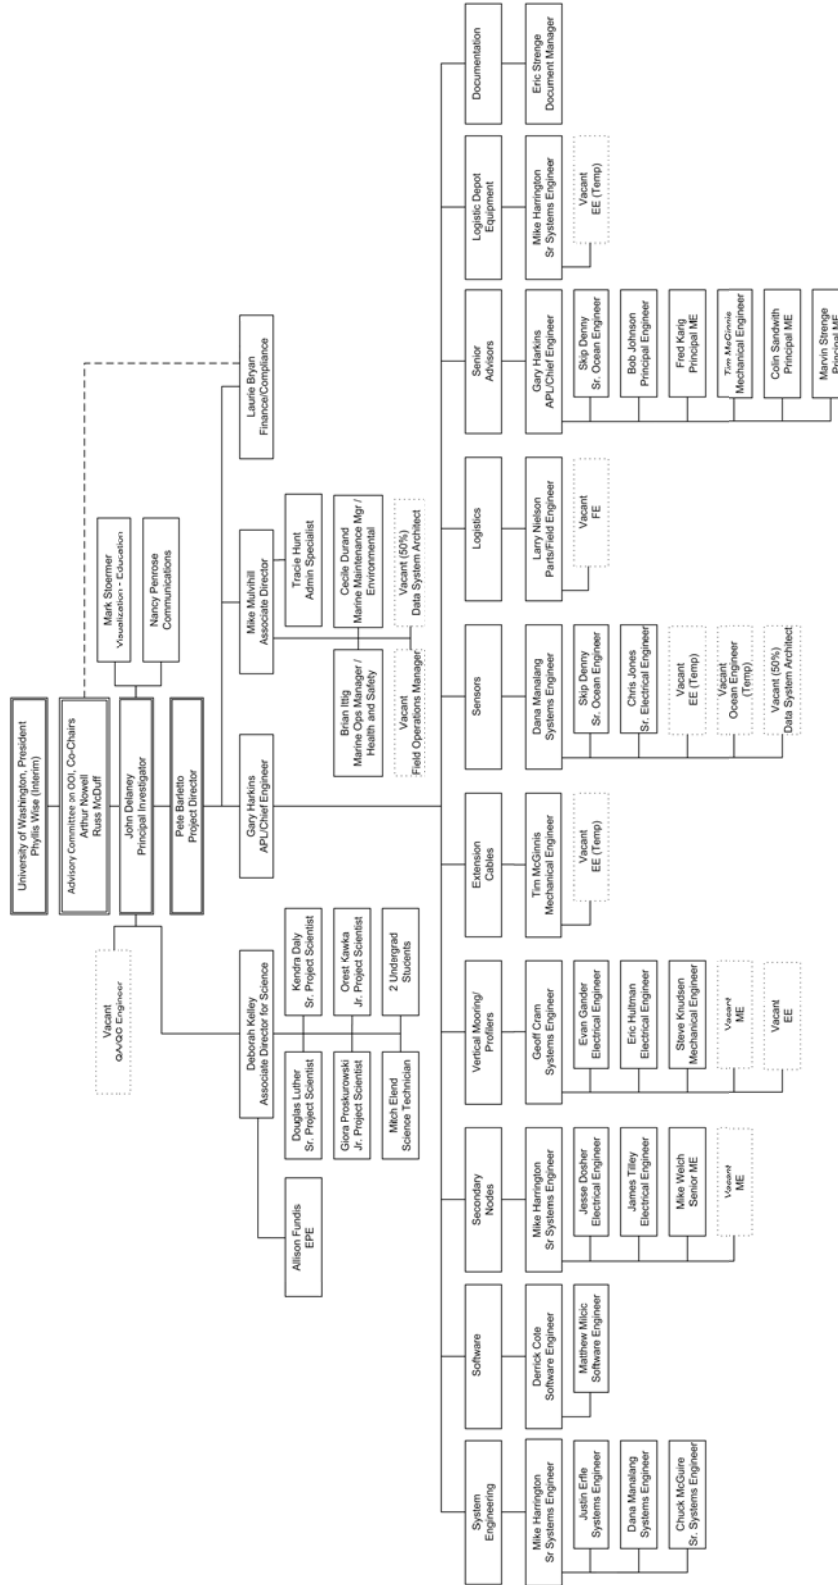 University of Washington, President
Phyllis Wise (Interim)
Advisory Committee on OOI, Co-Chairs
Arthur Nowell
Russ McDuff
John Delaney
Principal Investigator
Pete Barletto
Project Director
Vacant
QA/QC Engineer
Mark Stoermer
Visualization - Education
Nancy Penrose
Communications
Deborah Kelley
Associate Director for Science
Gary Harkins
APL/Chief Engineer
Mike Mulvihill
Associate Director
Laurie Bryan
Finance/Compliance
Allison Fundis
EPE
Douglas Luther
Sr. Project Scientist
Kendra Daly
Sr. Project Scientist
Giora Proskurowski
Jr. Project Scientist
Orest Kawka
Jr. Project Scientist
Mitch Elend
Science Technician
2 Undergrad
Students
Tracie Hunt
Admin Specialist
Brian Ittig
Marine Ops Manager /
Health and Safety
Cecile Durand
Marine Maintenance Mgr /
Environmental
Vacant
Field Operations Manager
Vacant (50%)
Data System Architect
System
Engineering
Mike Harrington
Sr Systems Engineer
Justin Erfle
Systems Engineer
Dana Manalang
Systems Engineer
Chuck McGuire
Sr. Systems Engineer
Software
Derrick Cote
Software Engineer
Matthew Milcic
Software Engineer
Secondary
Nodes
Mike Harrington
Sr Systems Engineer
Jesse Dosher
Electrical Engineer
James Tilley
Electrical Engineer
Mike Welch
Senior ME
Vacant
ME
Vertical Mooring/
Profilers
Geoff Cram
Systems Engineer
Evan Gander
Electrical Engineer
Eric Hultman
Electrical Engineer
Steve Knudsen
Mechanical Engineer
Vacant
ME
Vacant
EE
Extension
Cables
Tim McGinnis
Mechanical Engineer
Vacant
EE (Temp)
Sensors
Dana Manalang
Systems Engineer
Skip Denny
Sr. Ocean Engineer
Chris Jones
Sr. Electrical Engineer
Vacant
EE (Temp)
Vacant
Ocean Engineer
(Temp)
Vacant (50%)
Data System Architect
Logistics
Larry Nielson
Parts/Field Engineer
Vacant
FE
Senior
Advisors
Gary Harkins
APL/Chief Engineer
Skip Denny
Sr. Ocean Engineer
Bob Johnson
Principal Engineer
Fred Karig
Principal ME
Tim McGinnis
Mechanical Engineer
Colin Sandwith
Principal ME
Marvin Strenge
Principal ME
Logistic Depot
Equipment
Mike Harrington
Sr Systems Engineer
Vacant
EE (Temp)
Documentation
Eric Strenge
Document Manager